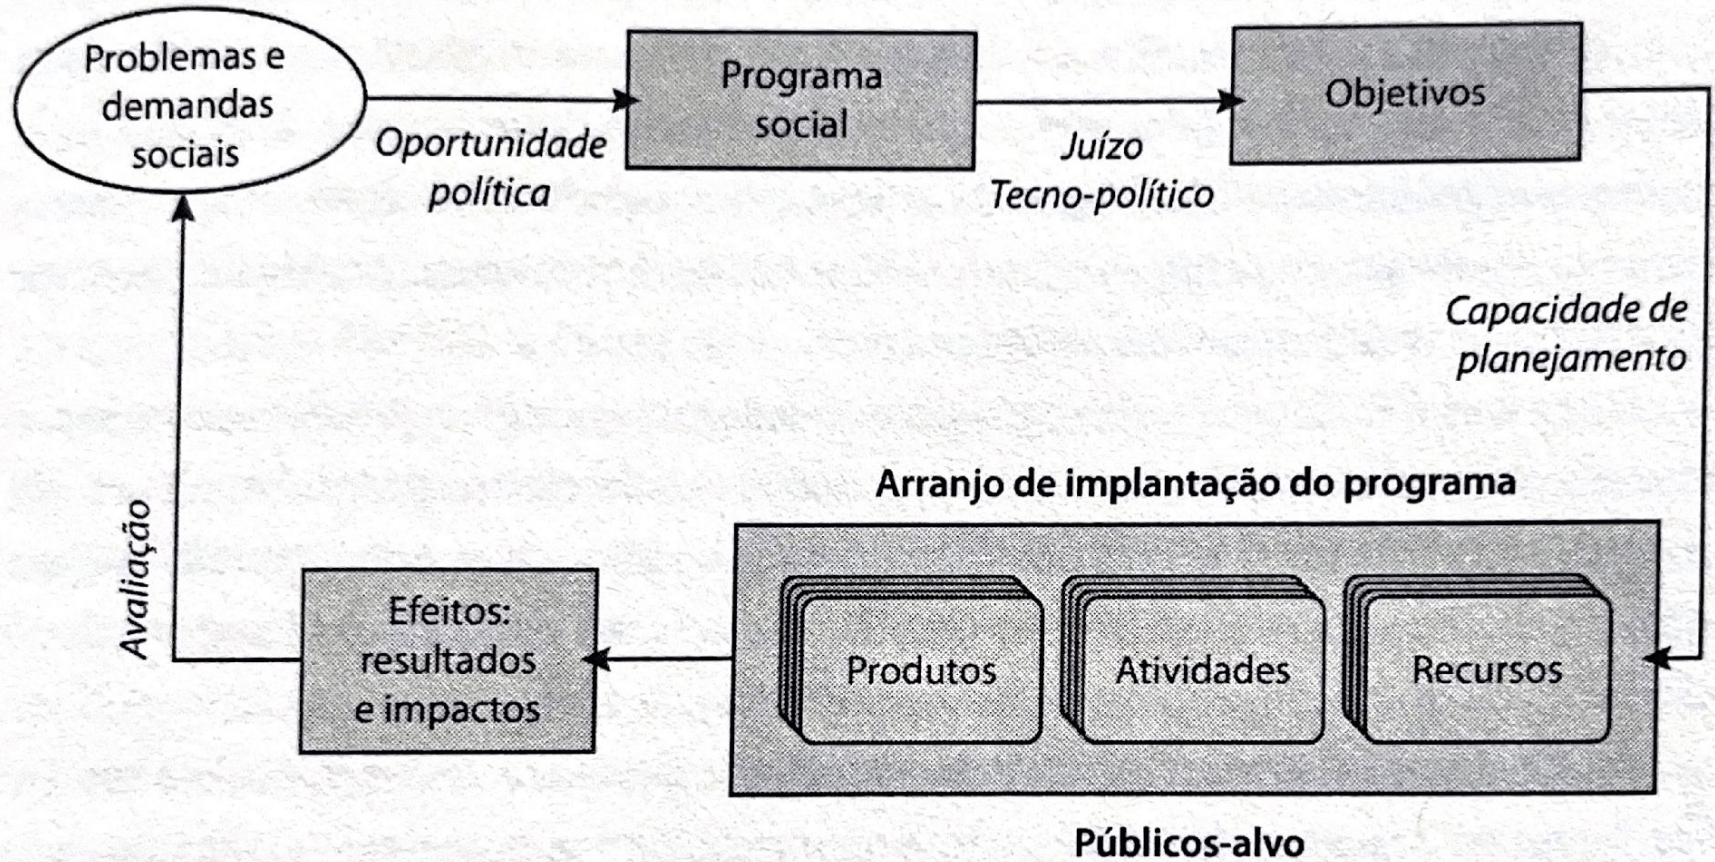 Problemas e
demandas
sociais
Oportunidade
política
Programa
social
Juízo
Tecno-político
Objetivos
Capacidade de
planejamento
Arranjo de implantação do programa
Recursos
Atividades
Produtos
Públicos-alvo
Efeitos:
resultados
e impactos
Avaliação